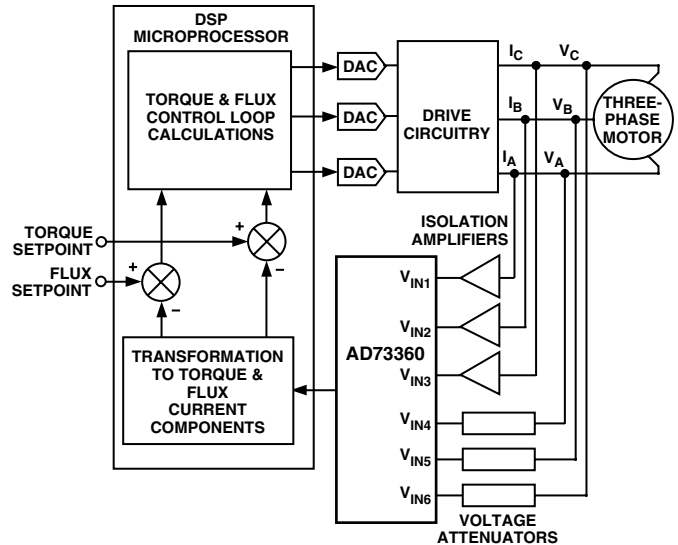 DSP
MICROPROCESSOR
TORQUE & FLUX
CONTROL LOOP
CALCULATIONS
DAC
DAC
DAC
DRIVE
CIRCUITRY
IC
VC
IB
VB
IA
VA
THREE-
PHASE
MOTOR
TORQUE
SETPOINT
+
–
FLUX
SETPOINT
+
–
ISOLATION
AMPLIFIERS
TRANSFORMATION
TO TORQUE &
FLUX
CURRENT
COMPONENTS
AD73360
VIN1
VIN2
VIN3
VIN4
VIN5
VIN6
VOLTAGE
ATTENUATORS